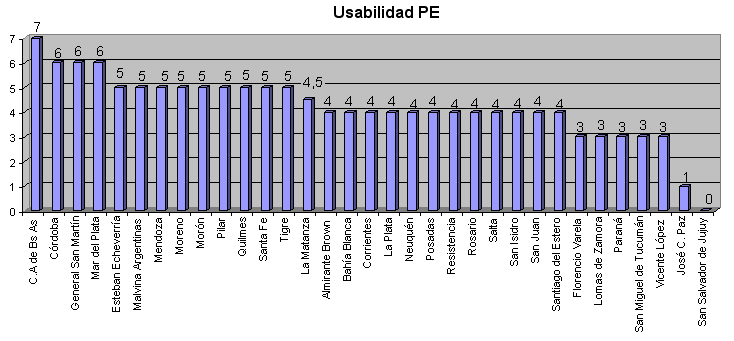 Usabilidad PE
7
6
5
4
3
2
1
0
7
6
6
6
5
5
5
5
5
5
5
5
5
4,5
4
4
4
4
4
4
4
4
4
4
4
4
3
3
3
3
3
1
0
C.A de Bs As
Córdoba
General San Martín
Mar del Plata
Esteban Echeverría
Malvina Argentinas
Mendoza
Moreno
Morón
Pilar
Quilmes
Santa Fe
Tigre
La Matanza
Almirante Brown
Bahía Blanca
Corrientes
La Plata
Neuquén
Posadas
Resistencia
Rosario
Salta
San Isidro
San Juan
Santiago del Estero
Florencio Varela
Lomas de Zamora
Paraná
San Miguel de Tucumán
Vicente López
José C. Paz
San Salvador de Jujuy